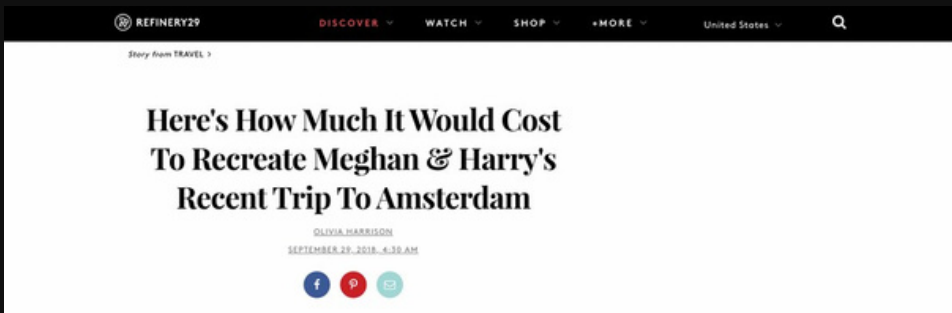 REFINERY29 DISCOVER WATCH SHOP +MORE United States
Story from TRAVEL >
Here's How Much It Would Cost
To Recreate Meghan & Harry's
Recent Trip To Amsterdam
OLIVIA HARRISON
SEPTEMBER 29, 2018, 4:30 AM